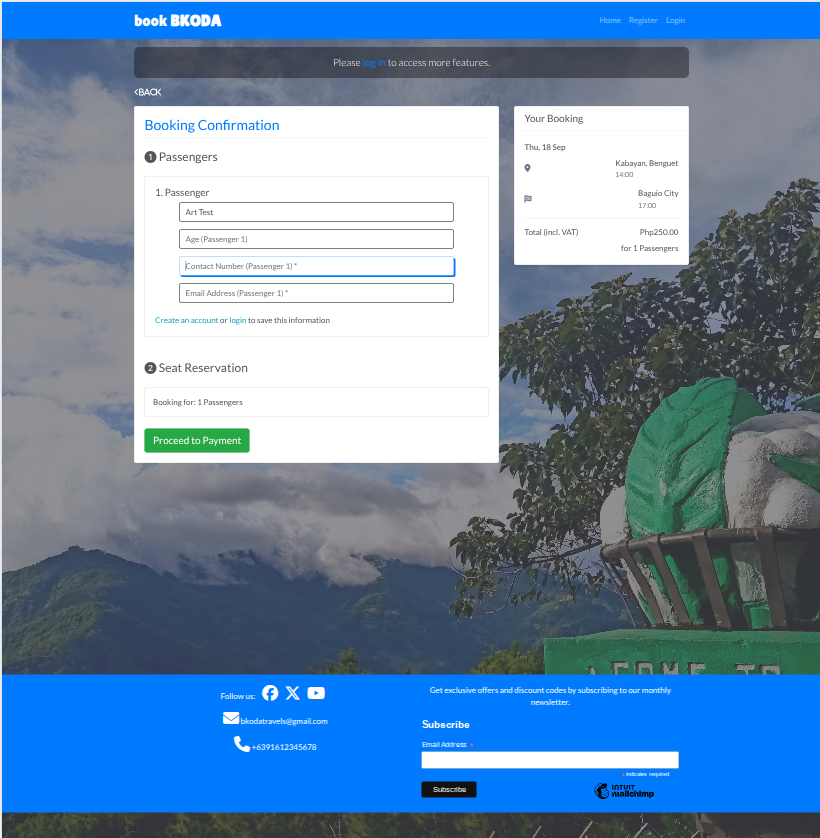 book BKODA
Home Register Login
Please log in to access more features.
<BACK
Booking Confirmation
1 Passengers
1. Passenger
Art Test
Age (Passenger 1)
Contact Number (Passenger 1) *
Email Address (Passenger 1) *
Create an account or login to save this information
2 Seat Reservation
Booking for: 1 Passengers
Proceed to Payment
Your Booking
Thu, 18 Sep
Kabayan, Benguet
14:00
Baguio City
17:00
Total (incl. VAT) Php250.00
for 1 Passengers
Follow us:
bkodatravels@gmail.com
+6391612345678
Get exclusive offers and discount codes by subscribing to our monthly
newsletter.
Subscribe
Email Address *
* indicates required
Subscribe
INTUIT
mailchimp